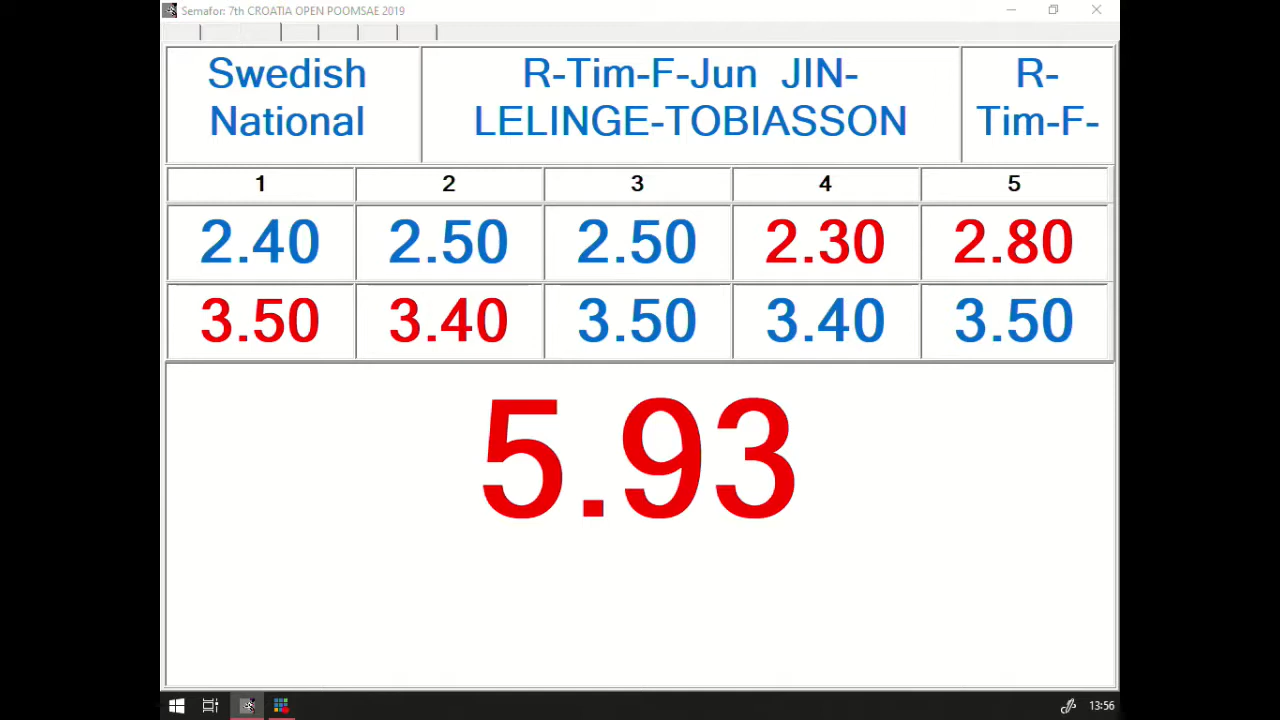 Semafor: 7th CROATIA OPEN POOMSAE 2019
Swedish
National
R-Tim-F-Jun JIN-
LELINGE-TOBIASSON
R-
Tim-F-
1 2 3 4 5
2.40 2.50 2.50 2.30 2.80
3.50 3.40 3.50 3.40 3.50
5.93
13:56